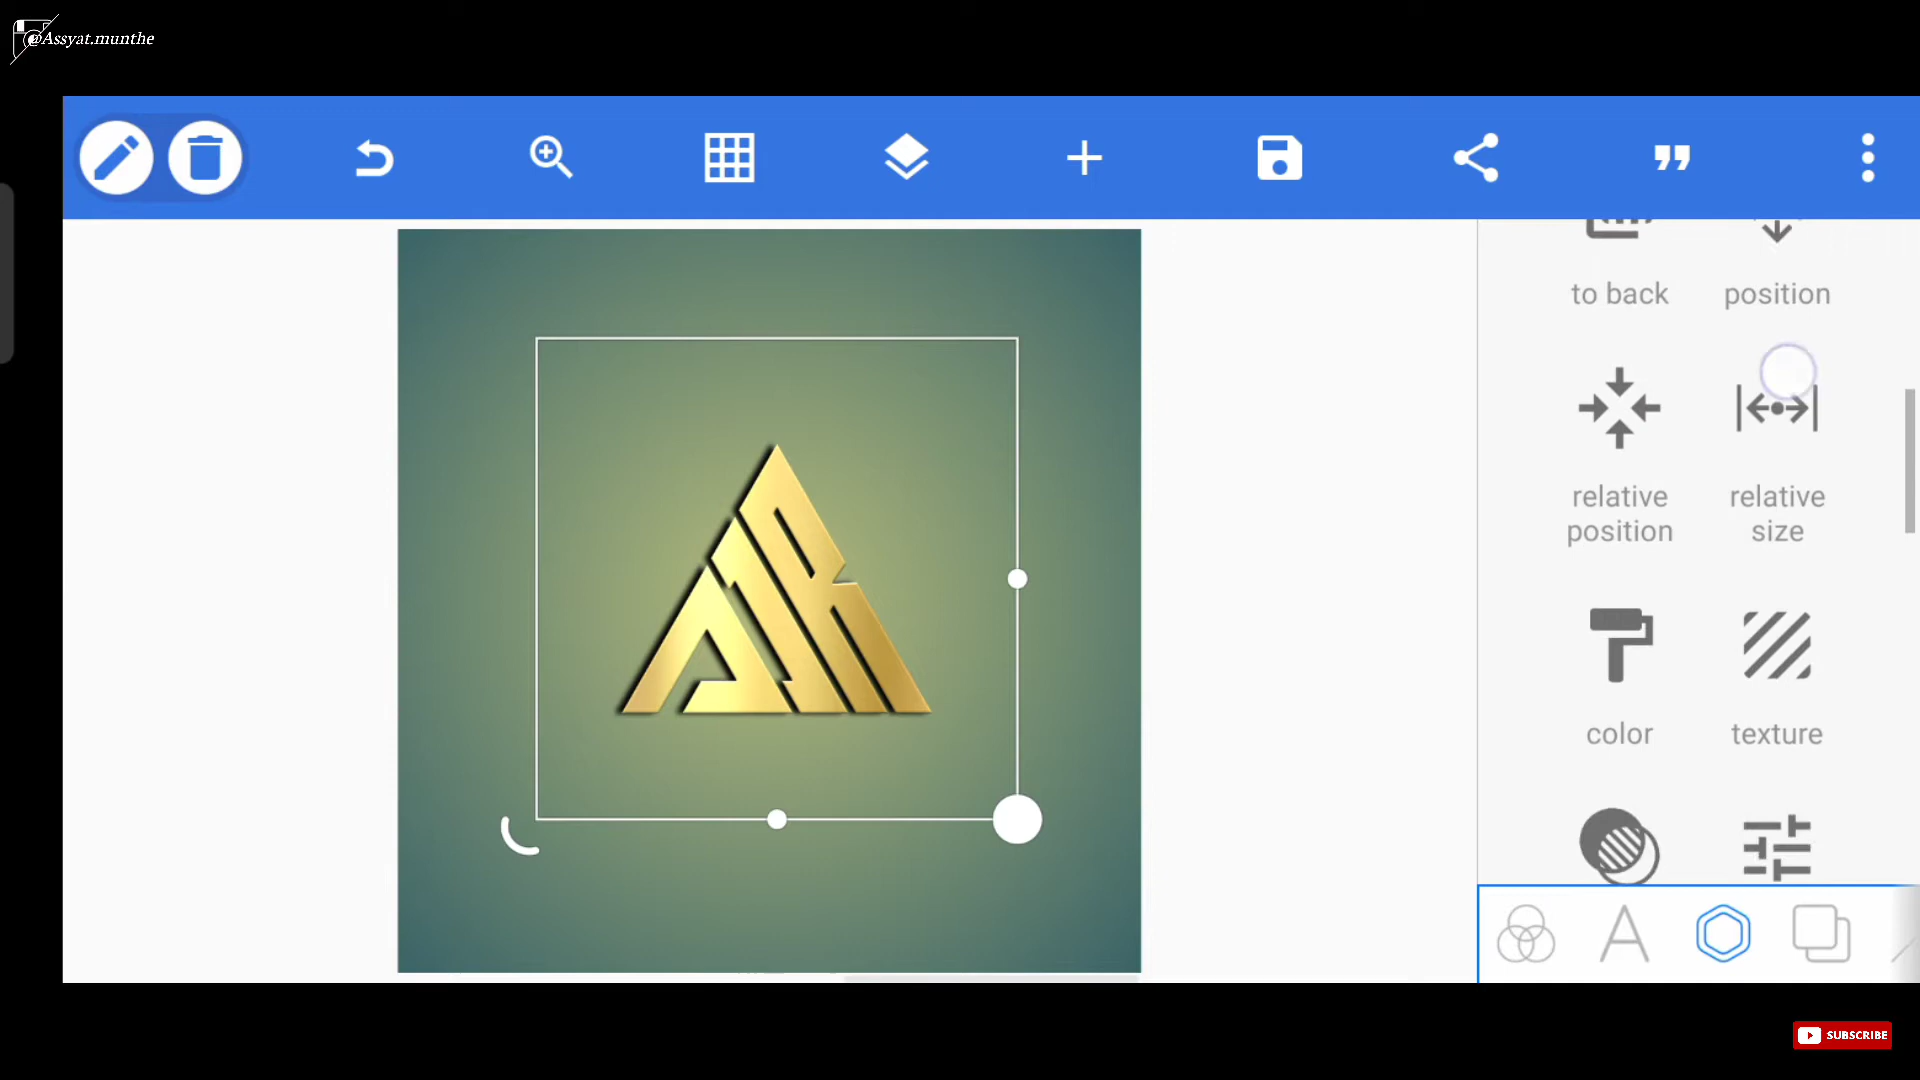 @Assyat.munthe
to back
position
relative
position
relative
size
color
texture
SUBSCRIBE